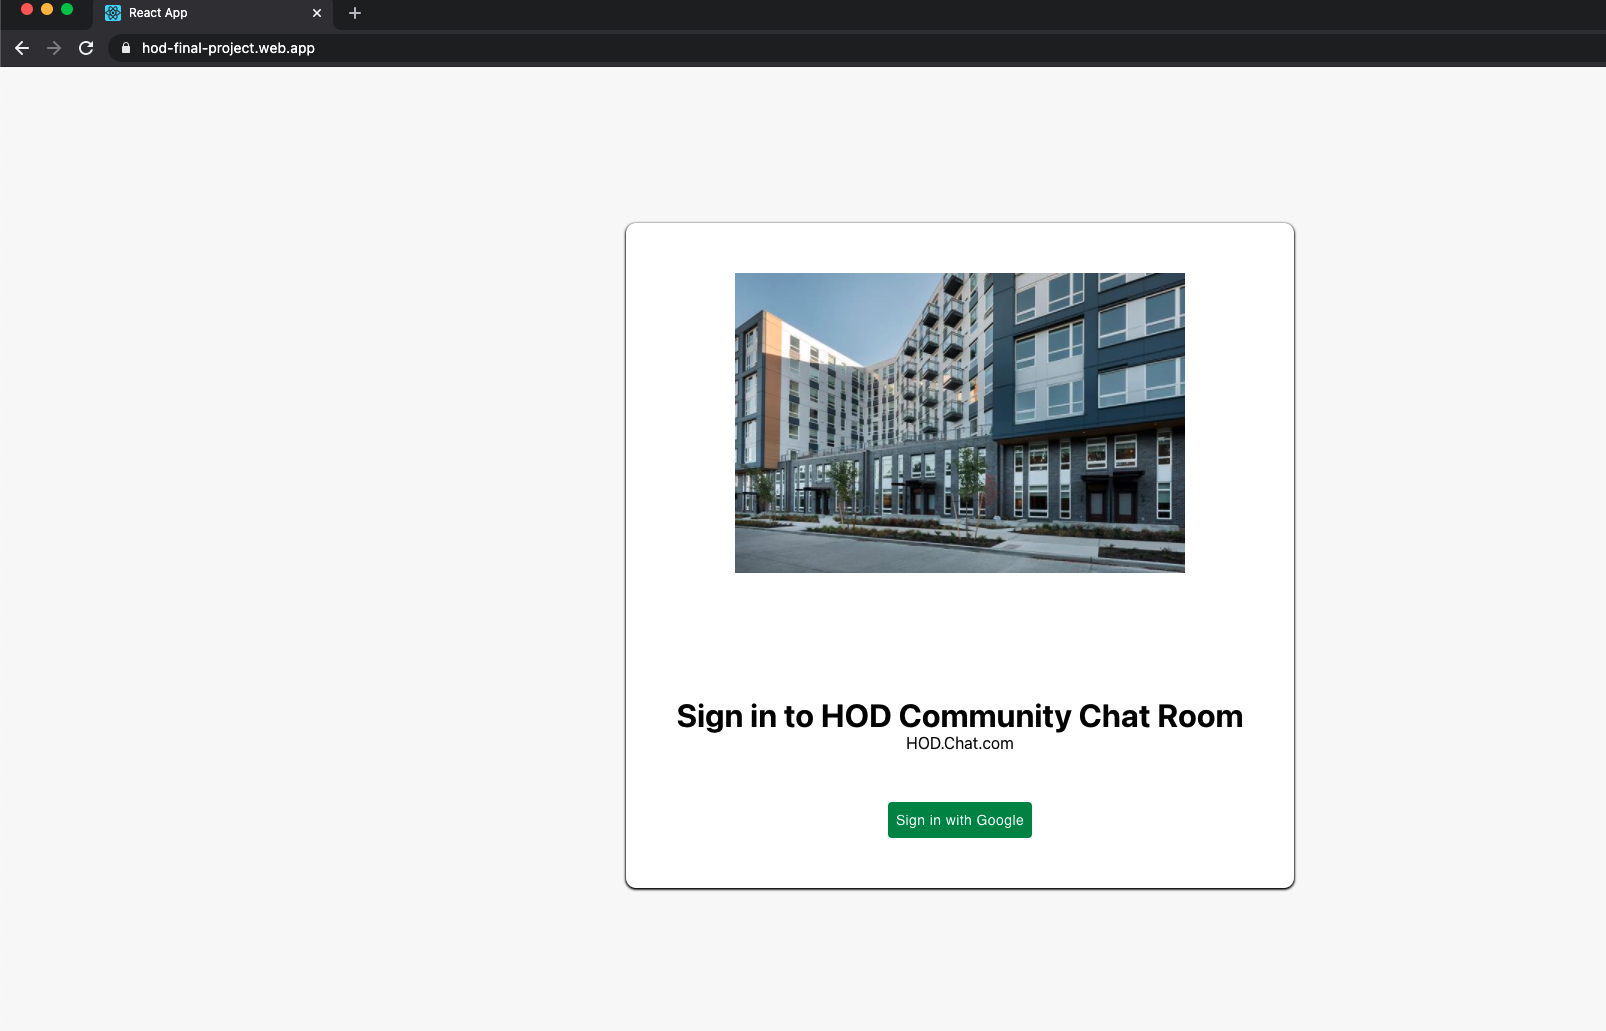 React App
hod-final-project.web.app
Sign in to HOD Community Chat Room
HOD.Chat.com
Sign in with Google